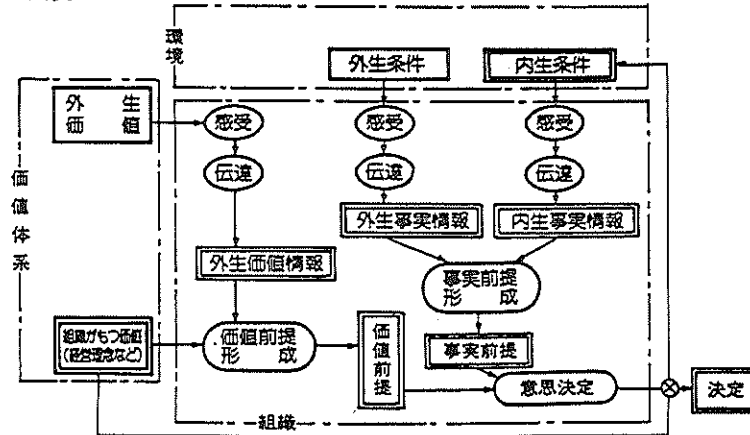 環境
外生条件
内生条件
外生
価値
感受
感受
感受
価値体系
伝達
伝達
伝達
外生事実情報
内生事実情報
外生価値情報
事実前提
形成
組織がもつ価値
(経営理念など)
価値前提
形成
価値前提
事実前提
意思決定
決定
組織